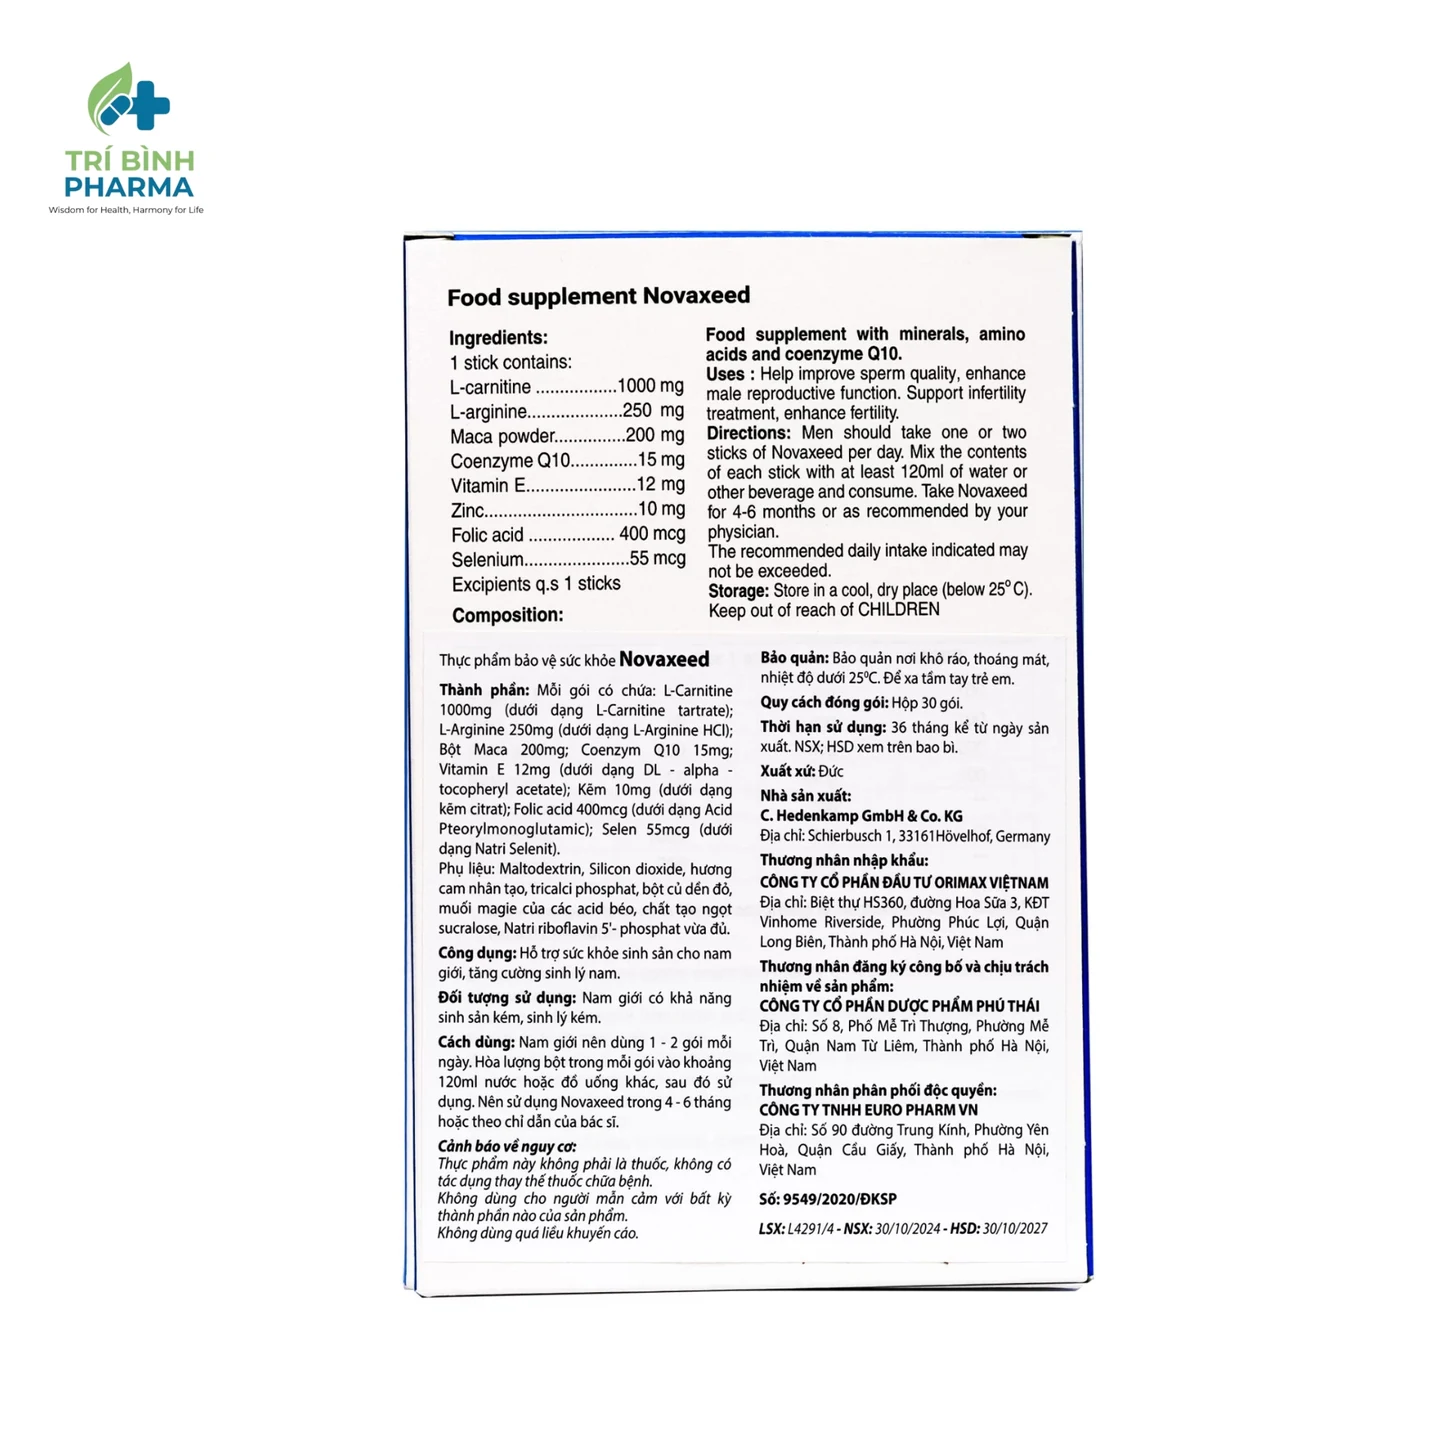 TRÍ BÌNH
PHARMA
Wisdom for Health, Harmony for Life
Food supplement Novaxeed
Ingredients:
1 stick contains:
L-carnitine .................1000 mg
L-arginine....................250 mg
Maca powder...............200 mg
Coenzyme Q10..............15 mg
Vitamin E.......................12 mg
Zinc................................10 mg
Folic acid .................. 400 mcg
Selenium......................55 mcg
Excipients q.s 1 sticks
Composition:
Food supplement with minerals, amino
acids and coenzyme Q10.
Uses : Help improve sperm quality, enhance
male reproductive function. Support infertility
treatment, enhance fertility.
Directions: Men should take one or two
sticks of Novaxeed per day. Mix the contents
of each stick with at least 120ml of water or
other beverage and consume. Take Novaxeed
for 4-6 months or as recommended by your
physician.
The recommended daily intake indicated may
not be exceeded.
Storage: Store in a cool, dry place (below 25⁰ C).
Keep out of reach of CHILDREN
Thực phẩm bảo vệ sức khỏe Novaxeed
Thành phần: Mỗi gói có chứa: L-Carnitine
1000mg (dưới dạng L-Carnitine tartrate);
L-Arginine 250mg (dưới dạng L-Arginine HCl);
Bột Maca 200mg; Coenzym Q10 15mg;
Vitamin E 12mg (dưới dạng DL - alpha -
tocopheryl acetate); Kẽm 10mg (dưới dạng
kẽm citrat); Folic acid 400mcg (dưới dạng Acid
Pteorylmonoglutamic); Selen 55mcg (dưới
dạng Natri Selenit).
Phụ liệu: Maltodextrin, Silicon dioxide, hương
cam nhân tạo, tricalci phosphat, bột củ dền đỏ,
muối magie của các acid béo, chất tạo ngọt
sucralose, Natri riboflavin 5'- phosphat vừa đủ.
Công dụng: Hỗ trợ sức khỏe sinh sản cho nam
giới, tăng cường sinh lý nam.
Đối tượng sử dụng: Nam giới có khả năng
sinh sản kém, sinh lý kém.
Cách dùng: Nam giới nên dùng 1 - 2 gói mỗi
ngày. Hòa lượng bột trong mỗi gói vào khoảng
120ml nước hoặc đồ uống khác, sau đó sử
dụng. Nên sử dụng Novaxeed trong 4 - 6 tháng
hoặc theo chỉ dẫn của bác sĩ.
Cảnh báo về nguy cơ:
Thực phẩm này không phải là thuốc, không có
tác dụng thay thế thuốc chữa bệnh.
Không dùng cho người mẫn cảm với bất kỳ
thành phần nào của sản phẩm.
Không dùng quá liều khuyến cáo.
Bảo quản: Bảo quản nơi khô ráo, thoáng mát,
nhiệt độ dưới 25⁰C. Để xa tầm tay trẻ em.
Quy cách đóng gói: Hộp 30 gói.
Thời hạn sử dụng: 36 tháng kể từ ngày sản
xuất. NSX; HSD xem trên bao bì.
Xuất xứ: Đức
Nhà sản xuất:
C. Hedenkamp GmbH & Co. KG
Địa chỉ: Schierbusch 1, 33161Hövelhof, Germany
Thương nhân nhập khẩu:
CÔNG TY CỔ PHẦN ĐẦU TƯ ORIMAX VIỆTNAM
Địa chỉ: Biệt thự HS360, đường Hoa Sữa 3, KĐT
Vinhome Riverside, Phường Phúc Lợi, Quận
Long Biên, Thành phố Hà Nội, Việt Nam
Thương nhân đăng ký công bố và chịu trách
nhiệm về sản phẩm:
CÔNG TY CỔ PHẦN DƯỢC PHẨM PHÚ THÁI
Địa chỉ: Số 8, Phố Mễ Trì Thượng, Phường Mễ
Trì, Quận Nam Từ Liêm, Thành phố Hà Nội,
Việt Nam
Thương nhân phân phối độc quyền:
CÔNG TY TNHH EURO PHARM VN
Địa chỉ: Số 90 đường Trung Kính, Phường Yên
Hoà, Quận Cầu Giấy, Thành phố Hà Nội,
Việt Nam
Số: 9549/2020/ĐKSP
LSX: L4291/4 - NSX: 30/10/2024 - HSD: 30/10/2027